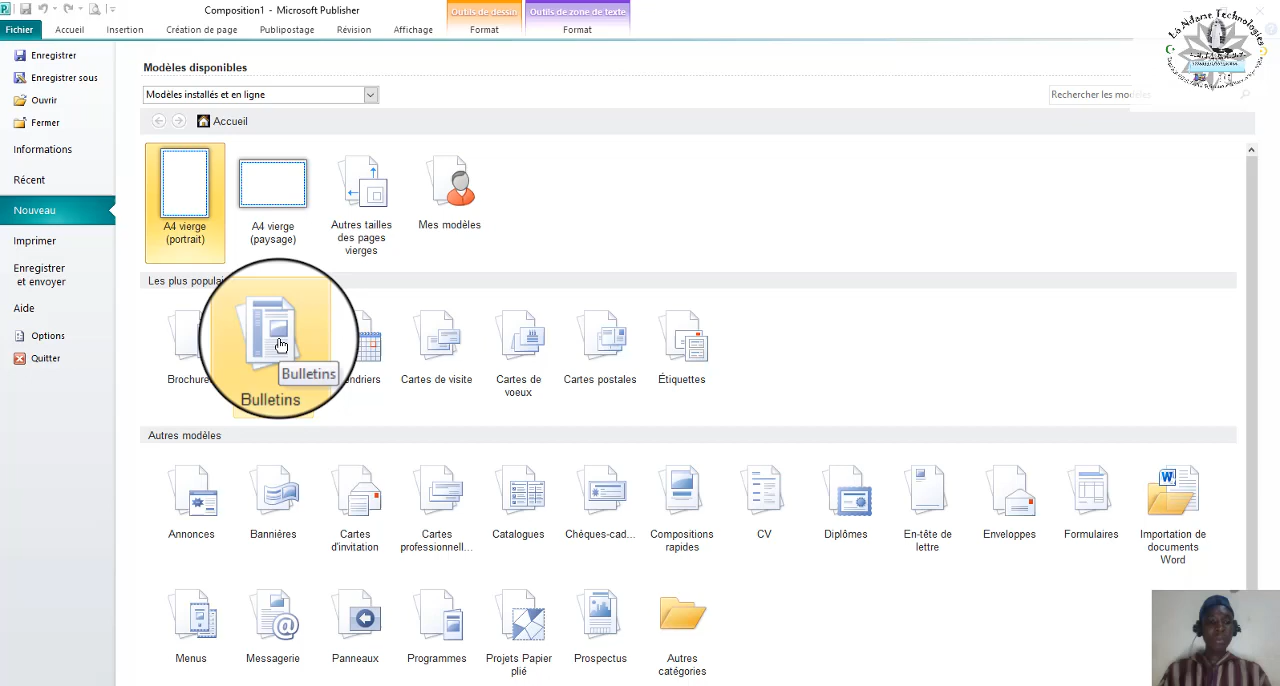 Composition1 - Microsoft Publisher
Outils de dessin
Outils de zone de texte
Fichier
Accueil
Insertion
Création de page
Publipostage
Révision
Affichage
Format
Format
Enregistrer
Enregistrer sous
Ouvrir
Fermer
Informations
Récent
Nouveau
Imprimer
Enregistrer
et envoyer
Aide
Options
Quitter
Modèles disponibles
Modèles installés et en ligne
Rechercher les modèles
Accueil
A4 vierge
(portrait)
A4 vierge
(paysage)
Autres tailles
des pages
vierges
Mes modèles
Les plus populai
Brochure
Bulletins
Bulletins
ndriers
Cartes de visite
Cartes de
voeux
Cartes postales
Étiquettes
Autres modèles
Annonces
Bannières
Cartes
d'invitation
Cartes
professionnell...
Catalogues
Chèques-cad...
Compositions
rapides
CV
Diplômes
En-tête de
lettre
Enveloppes
Formulaires
Importation de
documents
Word
Menus
Messagerie
Panneaux
Programmes
Projets Papier
plié
Prospectus
Autres
catégories